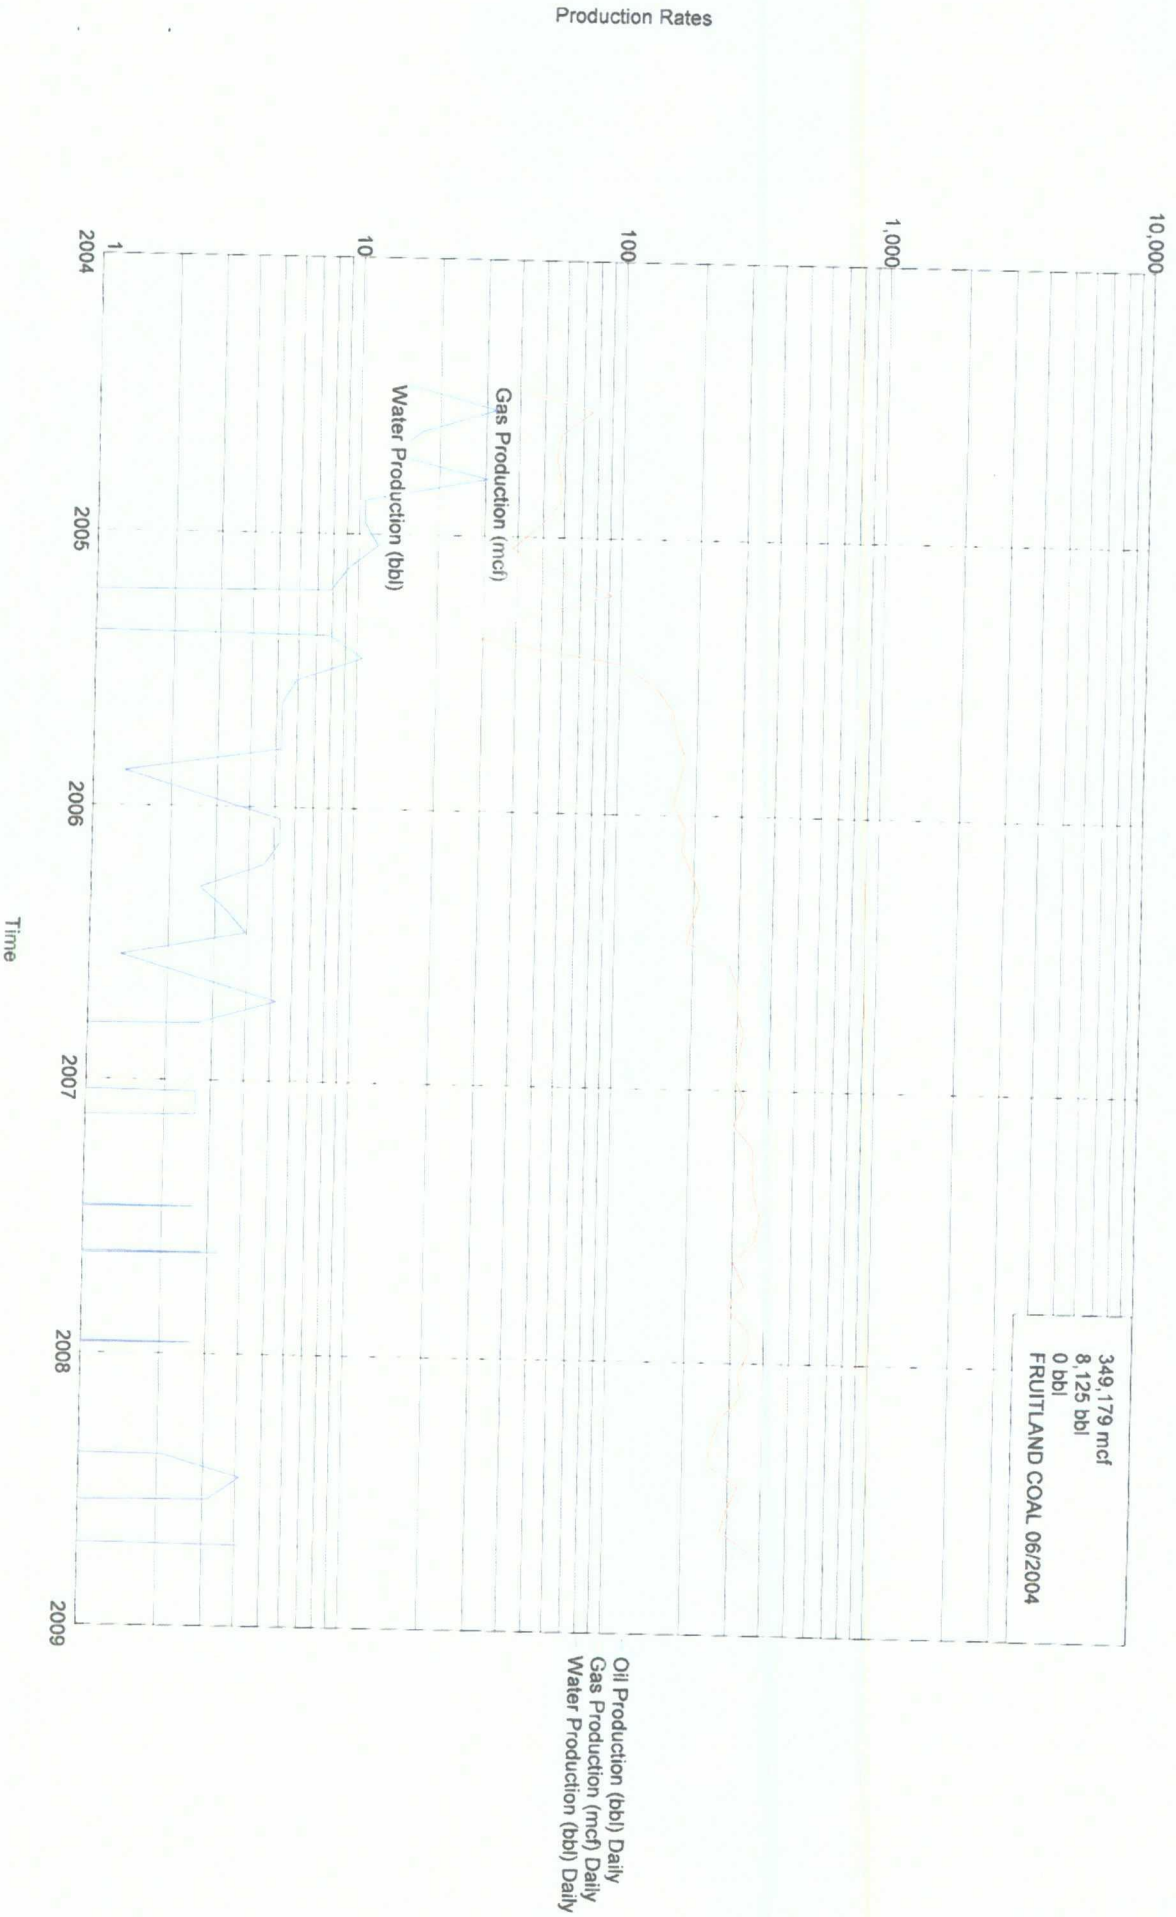 Production Rates
10,000
1,000
100
10
1
2004
2005
2006
2007
2008
2009
Time
Gas Production (mcf)
Water Production (bbl)
349,179 mcf
8,125 bbl
0 bbl
FRUITLAND COAL 06/2004
Oil Production (bbl) Daily
Gas Production (mcf) Daily
Water Production (bbl) Daily